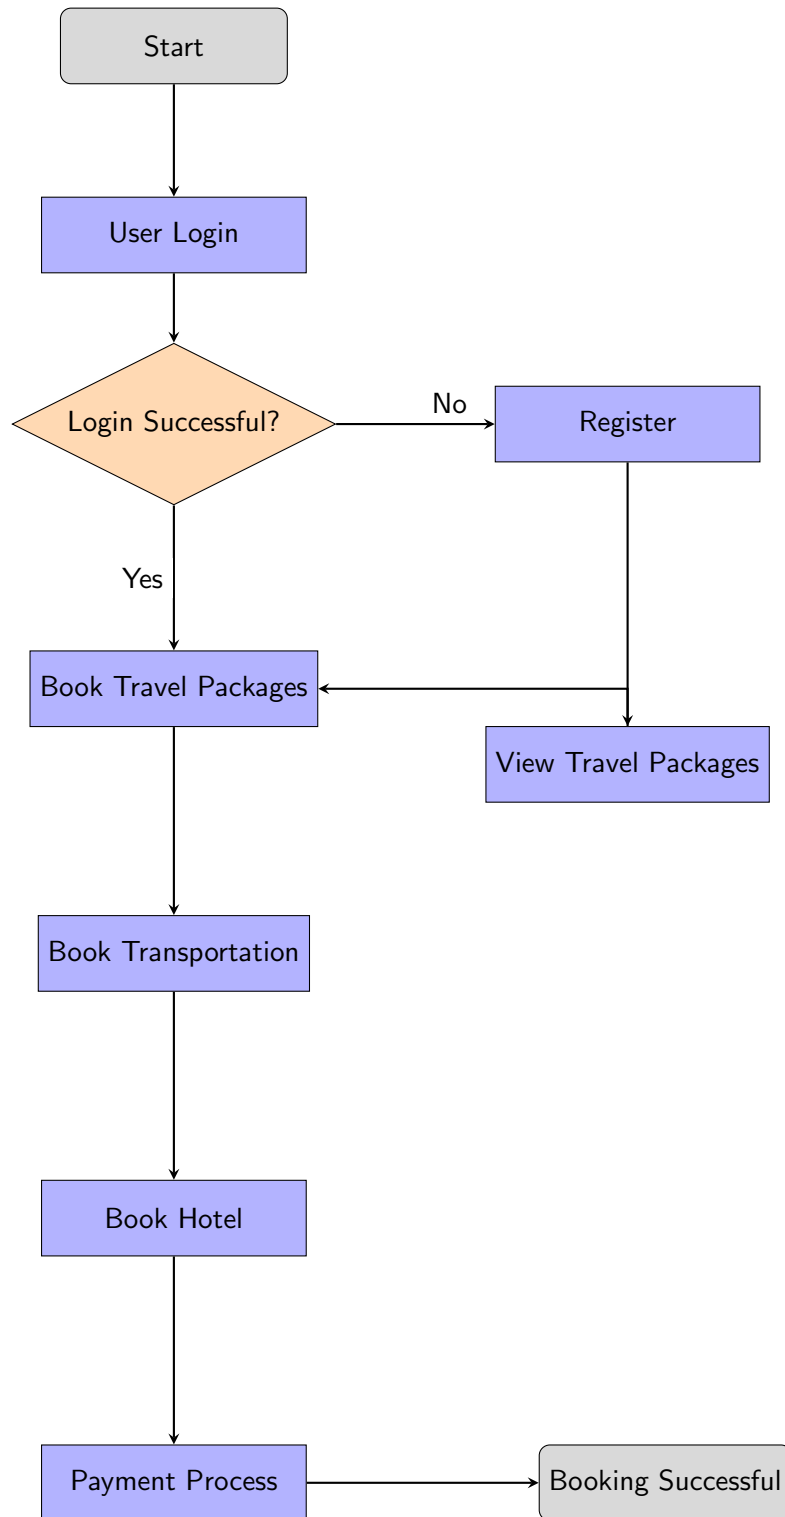 Start
User Login
Login Successful?
No
Register
Yes
Book Travel Packages
View Travel Packages
Book Transportation
Book Hotel
Payment Process
Booking Successful